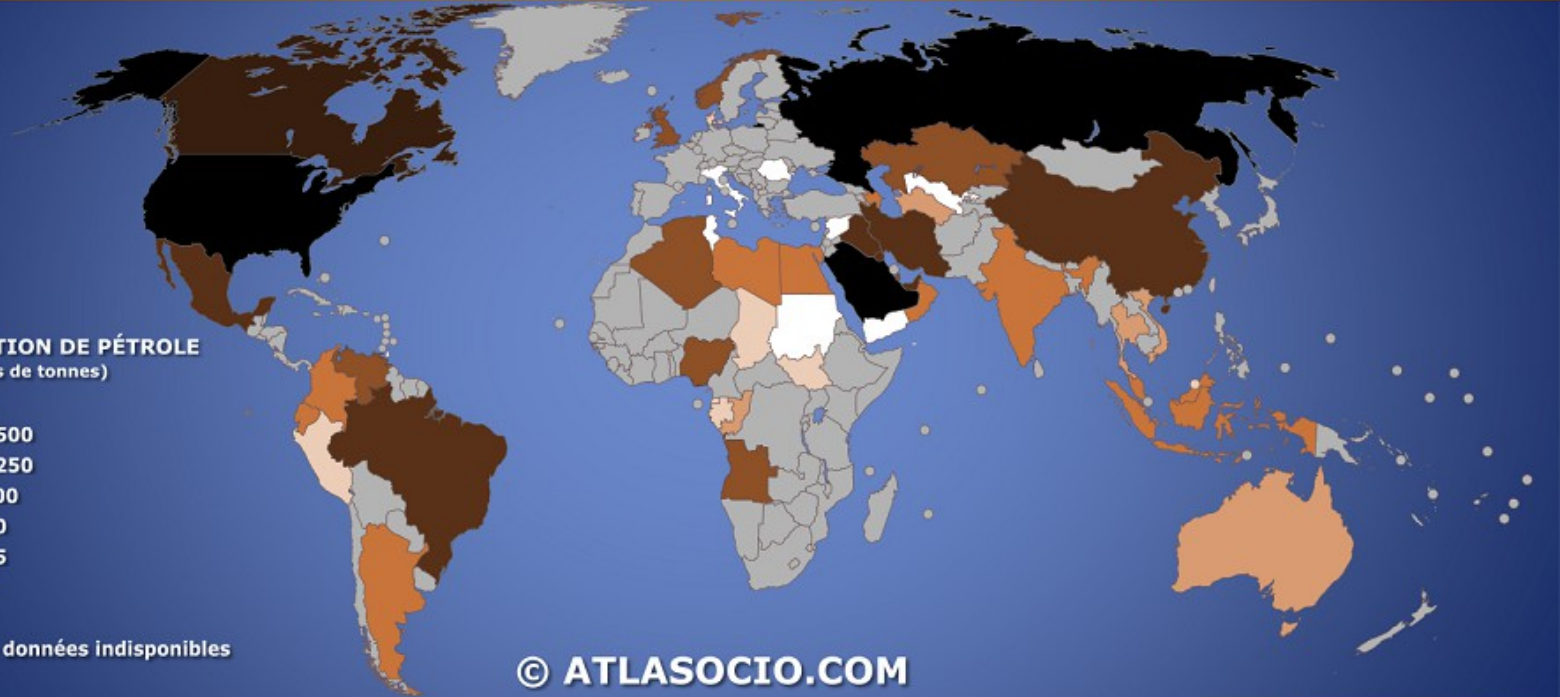 TION DE PÉTROLE
s de tonnes)
500
250
00
0
5
données indisponibles
© ATLASOCIO.COM